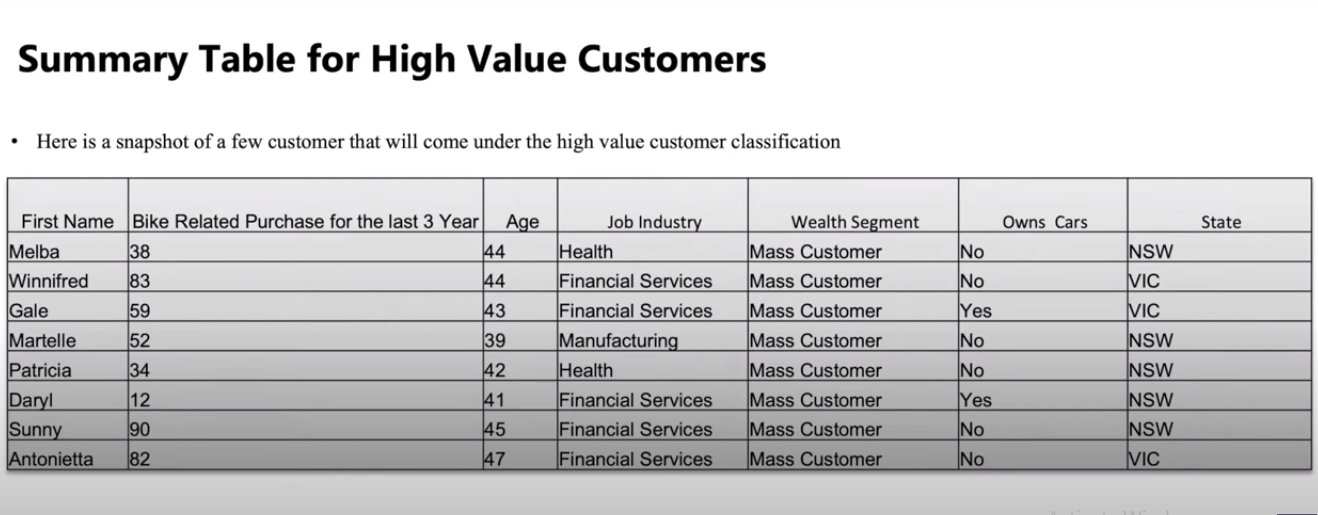 Summary Table for High Value Customers
• Here is a snapshot of a few customer that will come under the high value customer classification
First Name Bike Related Purchase for the last 3 Year Age Job Industry Wealth Segment Owns Cars State
Melba 38 44 Health Mass Customer No NSW
Winnifred 83 44 Financial Services Mass Customer No VIC
Gale 59 43 Financial Services Mass Customer Yes VIC
Martelle 52 39 Manufacturing Mass Customer No NSW
Patricia 34 42 Health Mass Customer No NSW
Daryl 12 41 Financial Services Mass Customer Yes NSW
Sunny 90 45 Financial Services Mass Customer No NSW
Antonietta 82 47 Financial Services Mass Customer No VIC